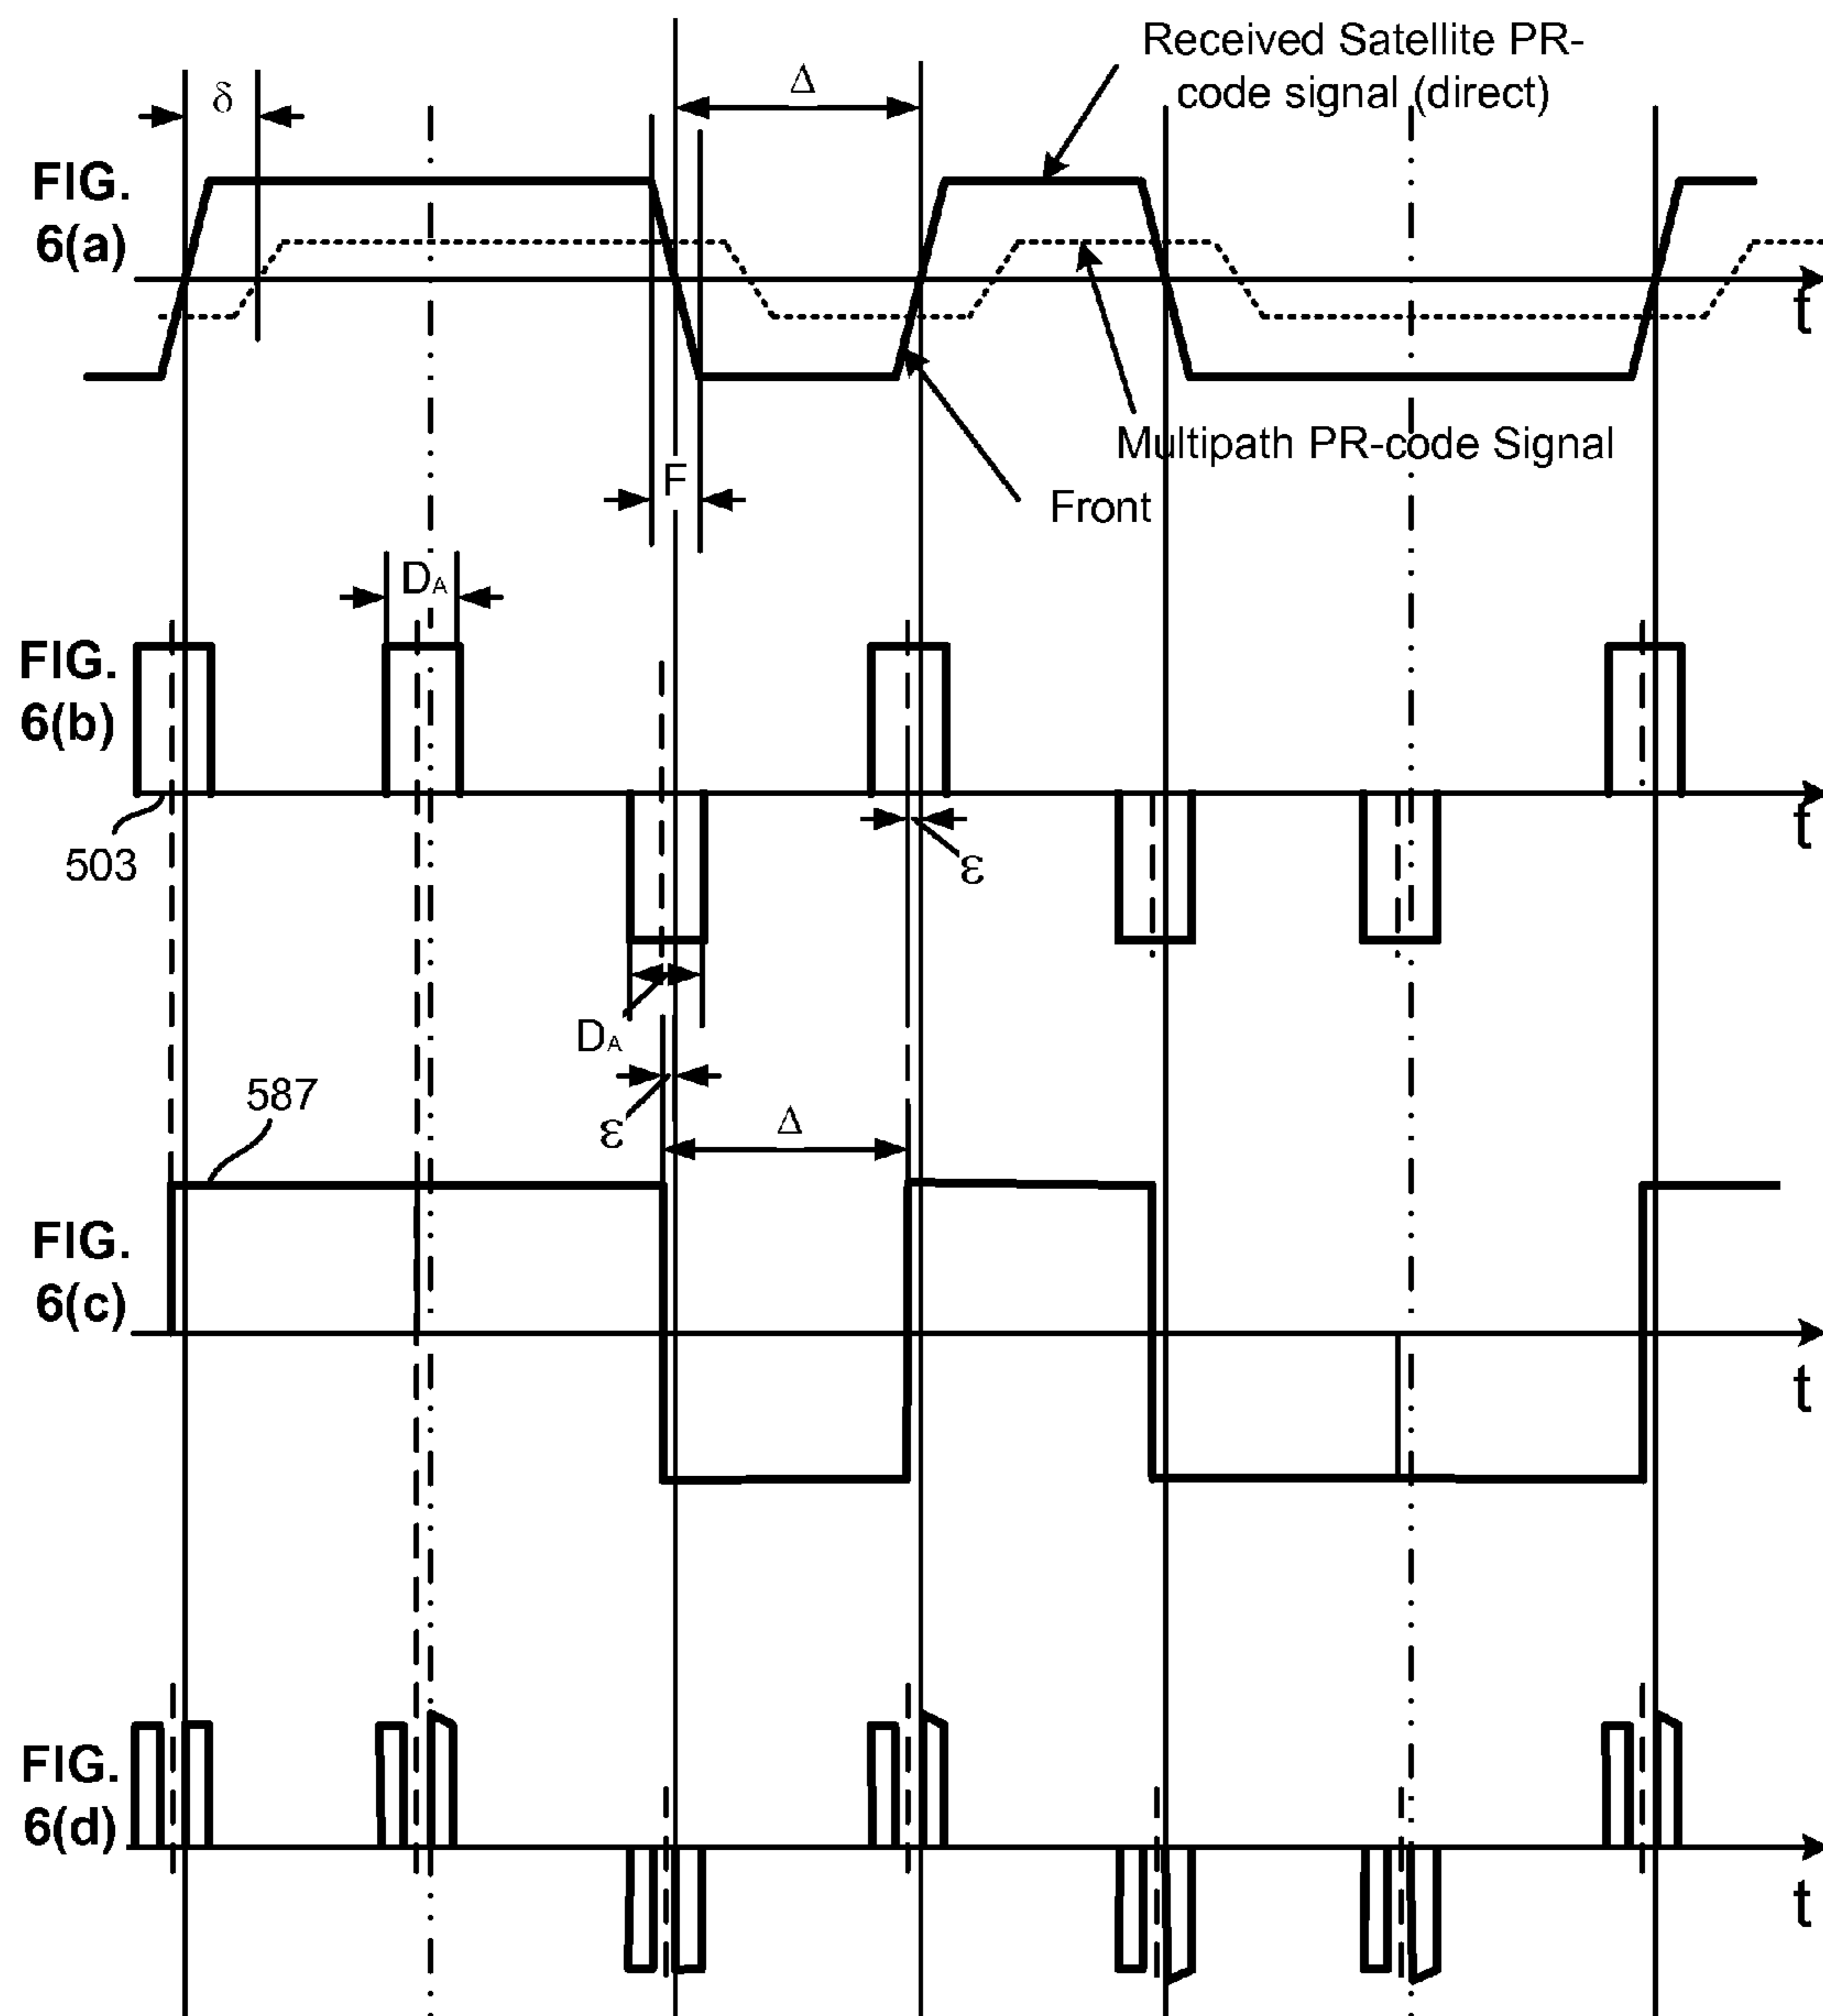 Received Satellite PR-
code signal (direct)
δ
Δ
FIG.
6(a)
t
Multipath PR-code Signal
F
Front
DA
FIG.
6(b)
t
503
ε
DA
587
ε
Δ
FIG.
6(c)
t
FIG.
6(d)
t